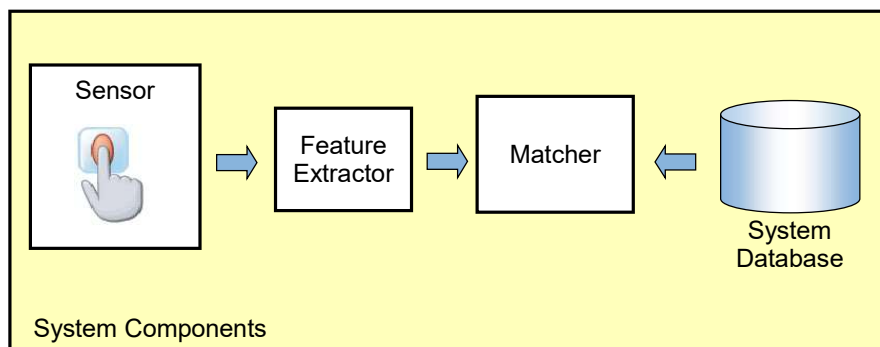 Sensor
Feature
Extractor
Matcher
System
Database
System Components